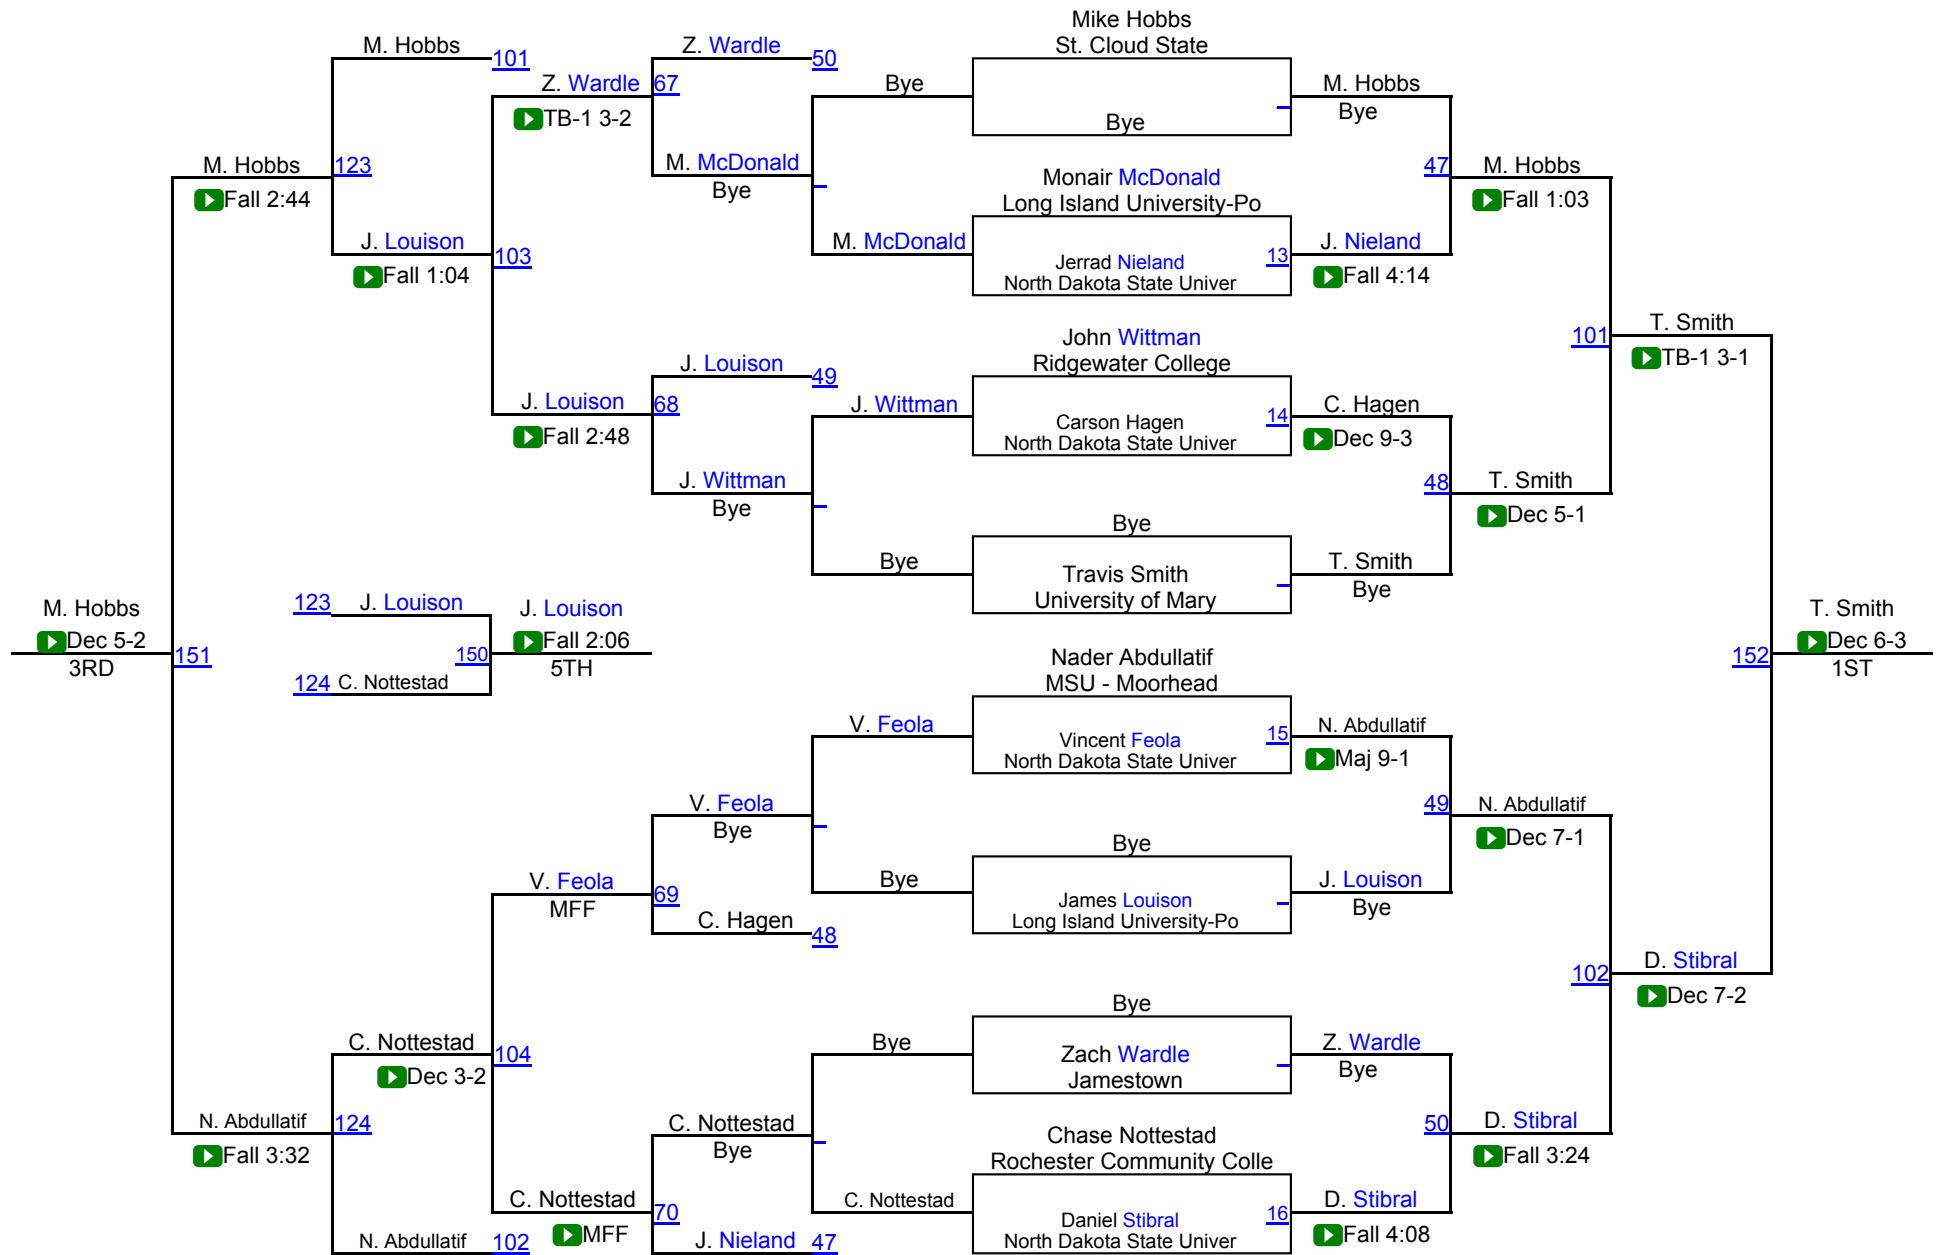 Mike Hobbs
M. Hobbs
Z. Wardle
St. Cloud State
101
50
Z. Wardle
67
Bye
M. Hobbs
TB-1 3-2
Bye
Bye
M. Hobbs
123
M. McDonald
47
M. Hobbs
Fall 2:44
Bye
Monair McDonald
Fall 1:03
Long Island University-Po
J. Louison
103
M. McDonald
Jerrad Nieland
13
J. Nieland
Fall 1:04
North Dakota State Univer
Fall 4:14
John Wittman
101
T. Smith
J. Louison
49
Ridgewater College
TB-1 3-1
J. Louison
68
J. Wittman
Carson Hagen
14
C. Hagen
Fall 2:48
North Dakota State Univer
Dec 9-3
J. Wittman
48
T. Smith
Bye
Bye
Dec 5-1
Bye
Travis Smith
T. Smith
University of Mary
Bye
M. Hobbs
123
J. Louison
J. Louison
T. Smith
Dec 5-2
151
150
Fall 2:06
152
Dec 6-3
3RD
5TH
1ST
124
C. Nottestad
Nader Abdullatif
MSU - Moorhead
V. Feola
Vincent Feola
15
N. Abdullatif
North Dakota State Univer
Maj 9-1
V. Feola
49
N. Abdullatif
Bye
Bye
Dec 7-1
V. Feola
69
Bye
James Louison
J. Louison
MFF
C. Hagen
48
Long Island University-Po
Bye
102
D. Stibral
Bye
Dec 7-2
C. Nottestad
104
Bye
Zach Wardle
Z. Wardle
Dec 3-2
Jamestown
Bye
N. Abdullatif
124
C. Nottestad
Chase Nottestad
50
D. Stibral
Fall 3:32
Bye
Rochester Community Colle
Fall 3:24
C. Nottestad
70
C. Nottestad
Daniel Stibral
16
D. Stibral
MFF
North Dakota State Univer
Fall 4:08
N. Abdullatif
102
J. Nieland
47